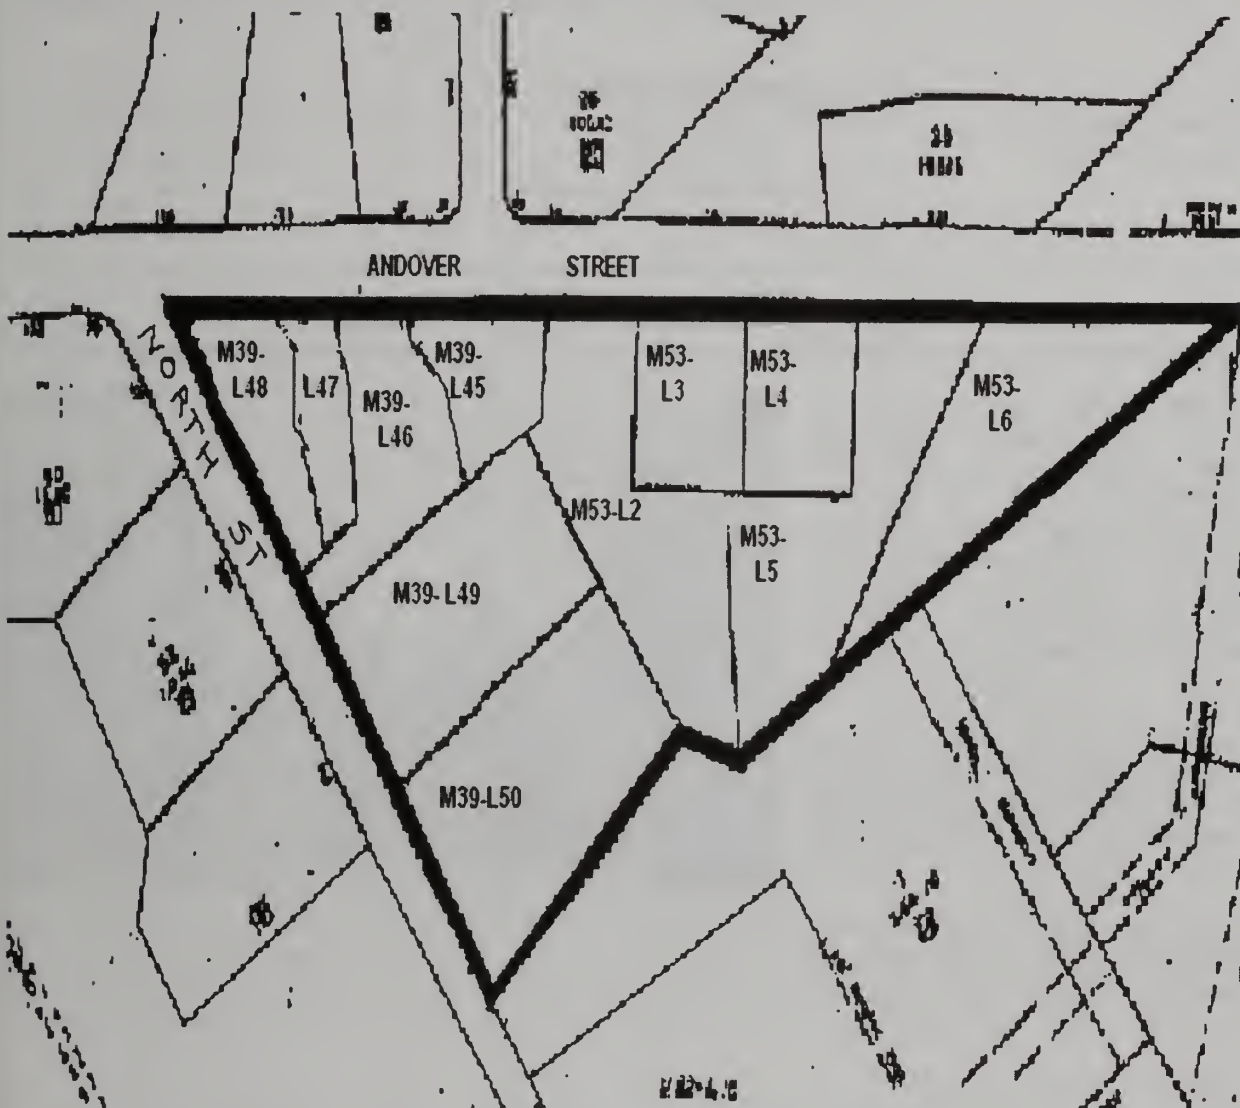 ANDOVER STREET
NORTH ST
M39-
L48
L47
M39-
L46
M39-
L45
M53-
L3
M53-
L4
M53-
L6
M53-L2
M53-
L5
M39-L49
M39-L50